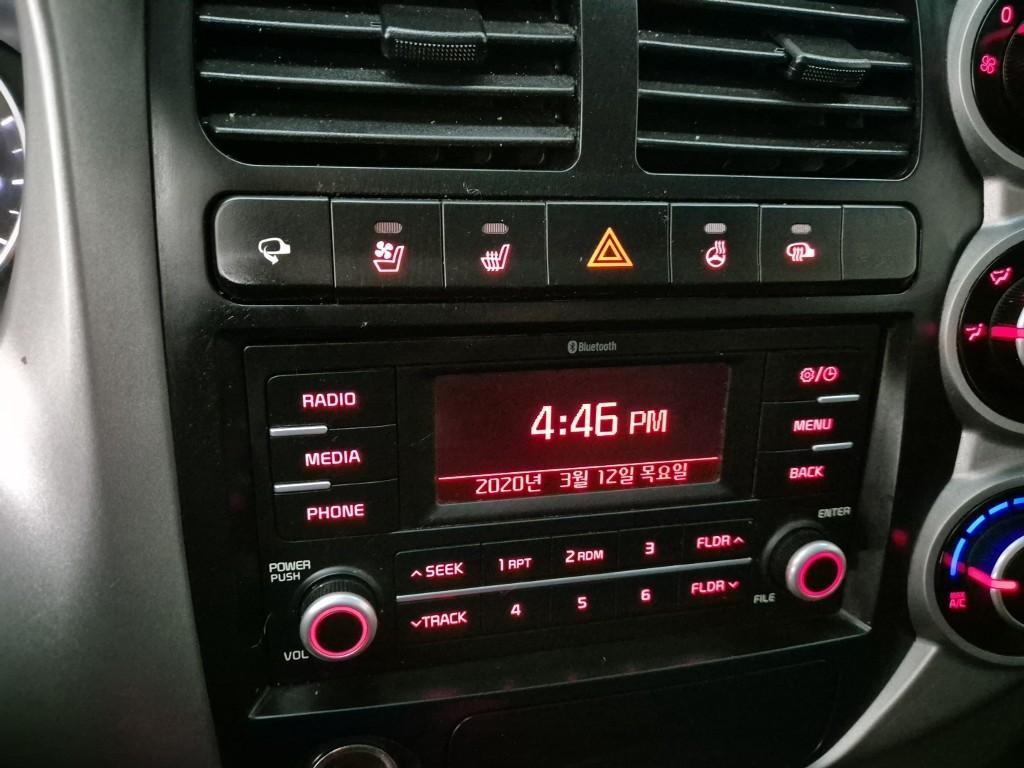 0
Bluetooth
RADIO
MEDIA
PHONE
4:46 PM
2020년 3월 12일 목요일
MENU
BACK
POWER
PUSH
VOL
SEEK
1 RPT
2 RDM
3
FLDR
TRACK
4
5
6
FLDR
ENTER
FILE
MAX
A/C